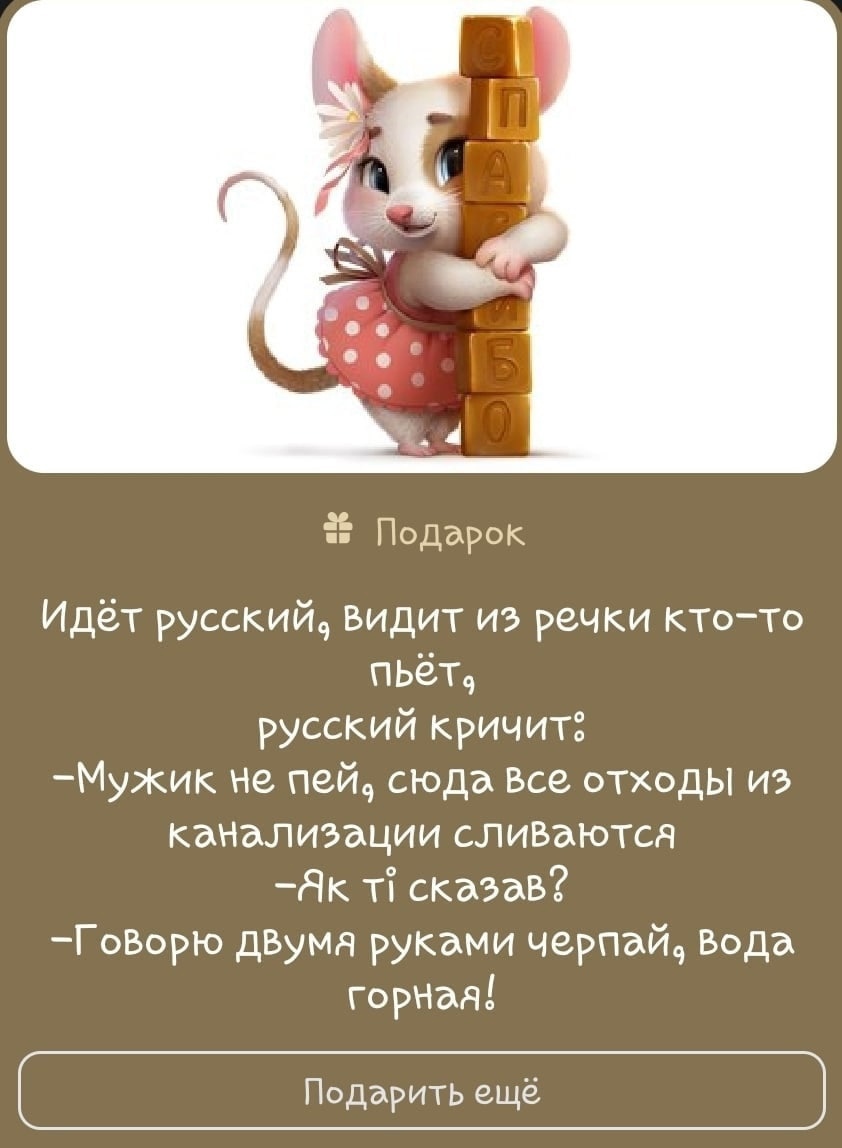 С
П
А
С
И
Б
О
Подарок
Идёт русский, видит из речки кто-то
пьёт,
русский кричит:
-Мужик не пей, сюда все отходы из
канализации сливаются
-Як ті сказав?
-Говорю двумя руками черпай, вода
горная!
Подарить ещё